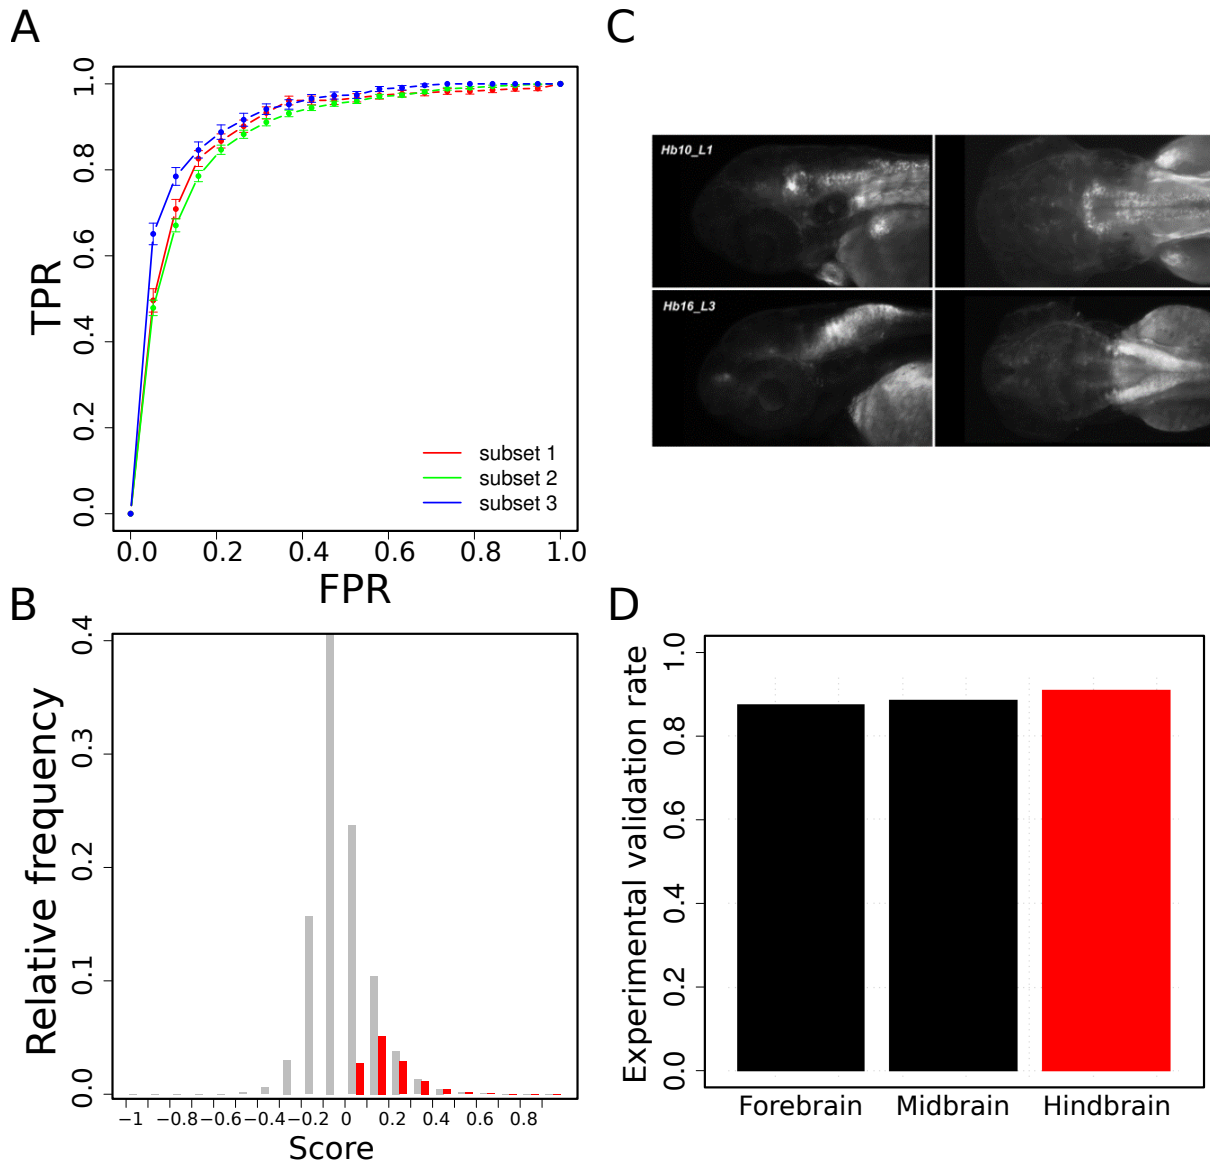 A
1.0
0.8
0.6
0.4
0.2
0.0
TPR
subset 1
subset 2
subset 3
0.0 0.2 0.4 0.6 0.8 1.0
FPR
C
Hb10_L1
Hb16_L3
B
0.4
0.3
0.2
0.1
0.0
Relative frequency
−1 −0.8 −0.6 −0.4 −0.2 0 0.2 0.4 0.6 0.8
Score
D
1.0
0.8
0.6
0.4
0.2
0.0
Experimental validation rate
Forebrain Midbrain Hindbrain